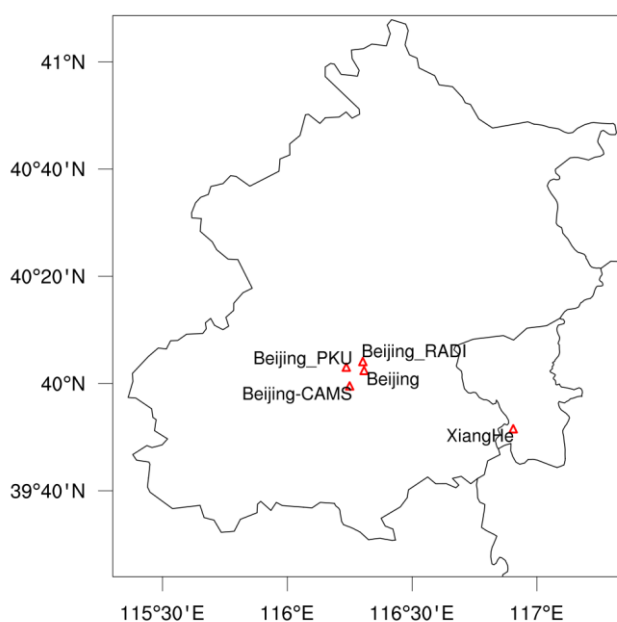 41°N
40°40'N
40°20'N
Beijing_PKU
Beijing_RADI
40°N
Beijing
Beijing-CAMS
XiangHe
39°40'N
115°30'E
116°E
116°30'E
117°E